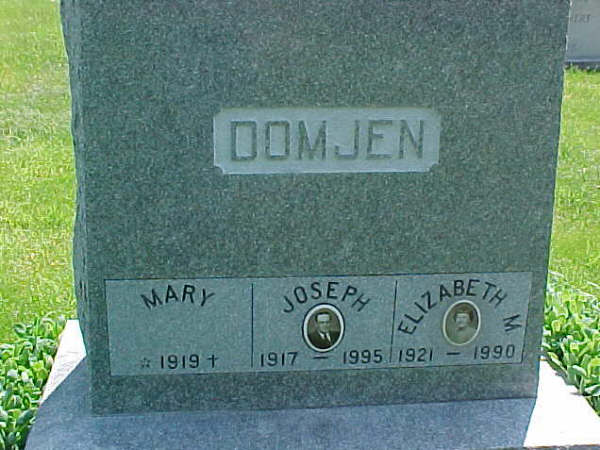 DOMJEN
MARY
☆ 1919 †
JOSEPH
1917 — 1995
ELIZABETH M.
1921 — 1990